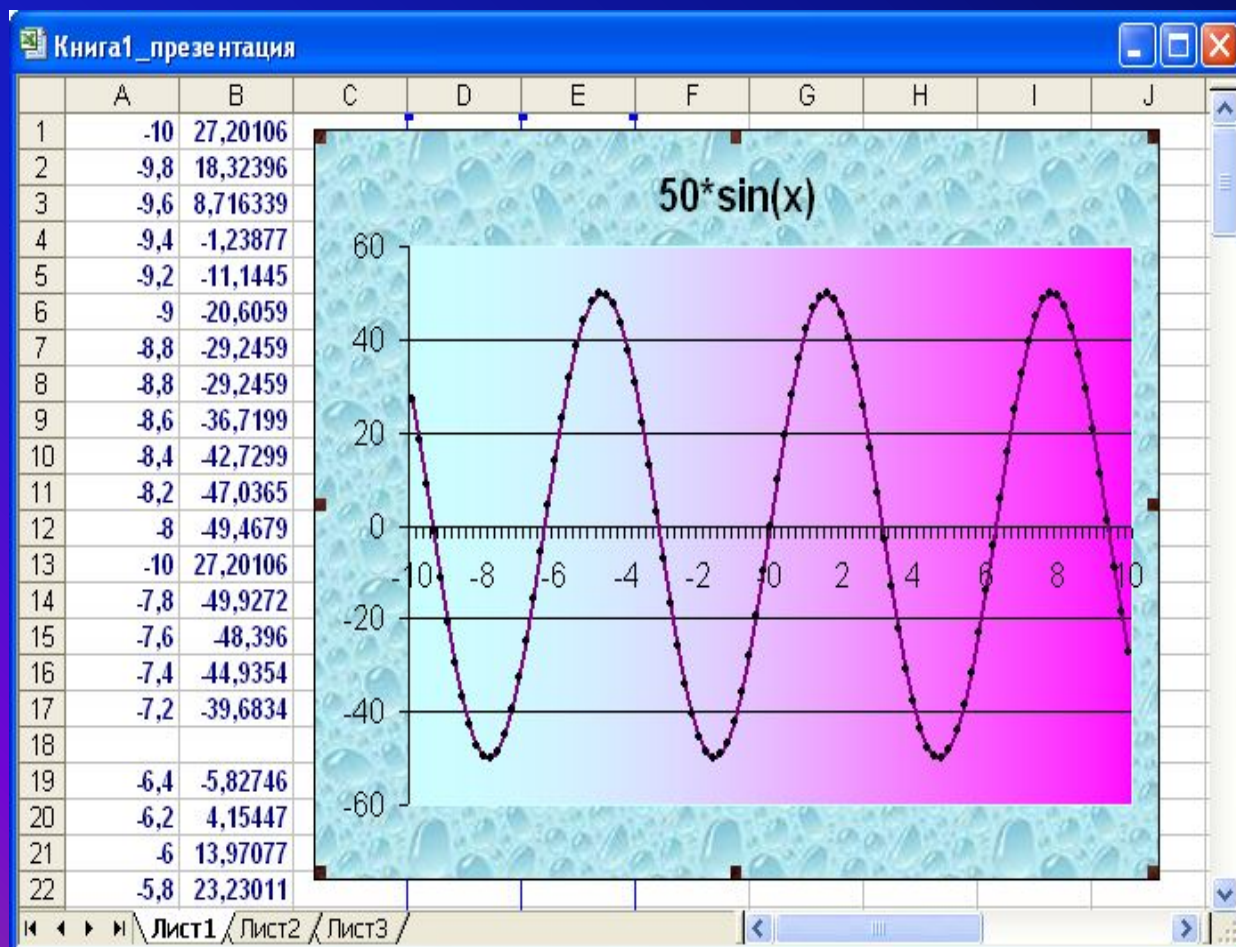 Книга1_презентация
A B C D E F G H I J
1 -10 27,20106
2 -9,8 18,32396
3 -9,6 8,716339
4 -9,4 -1,23877
5 -9,2 -11,1445
6 -9 -20,6059
7 -8,8 -29,2459
8 -8,8 -29,2459
9 -8,6 -36,7199
10 -8,4 -42,7299
11 -8,2 -47,0365
12 -8 -49,4679
13 -10 27,20106
14 -7,8 -49,9272
15 -7,6 -48,396
16 -7,4 -44,9354
17 -7,2 -39,6834
18
19 -6,4 -5,82746
20 -6,2 4,15447
21 -6 13,97077
22 -5,8 23,23011
50*sin(x)
60
40
20
0
-10 -8 -6 -4 -2 0 2 4 6 8 10
-20
-40
-60
Лист1 Лист2 Лист3